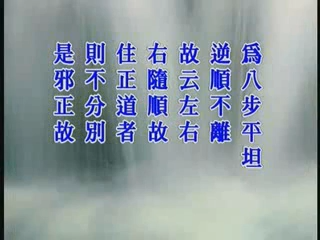 為八步平坦
逆順不離
故云左右
右隨順故
住正道者
則不分別
是邪正故